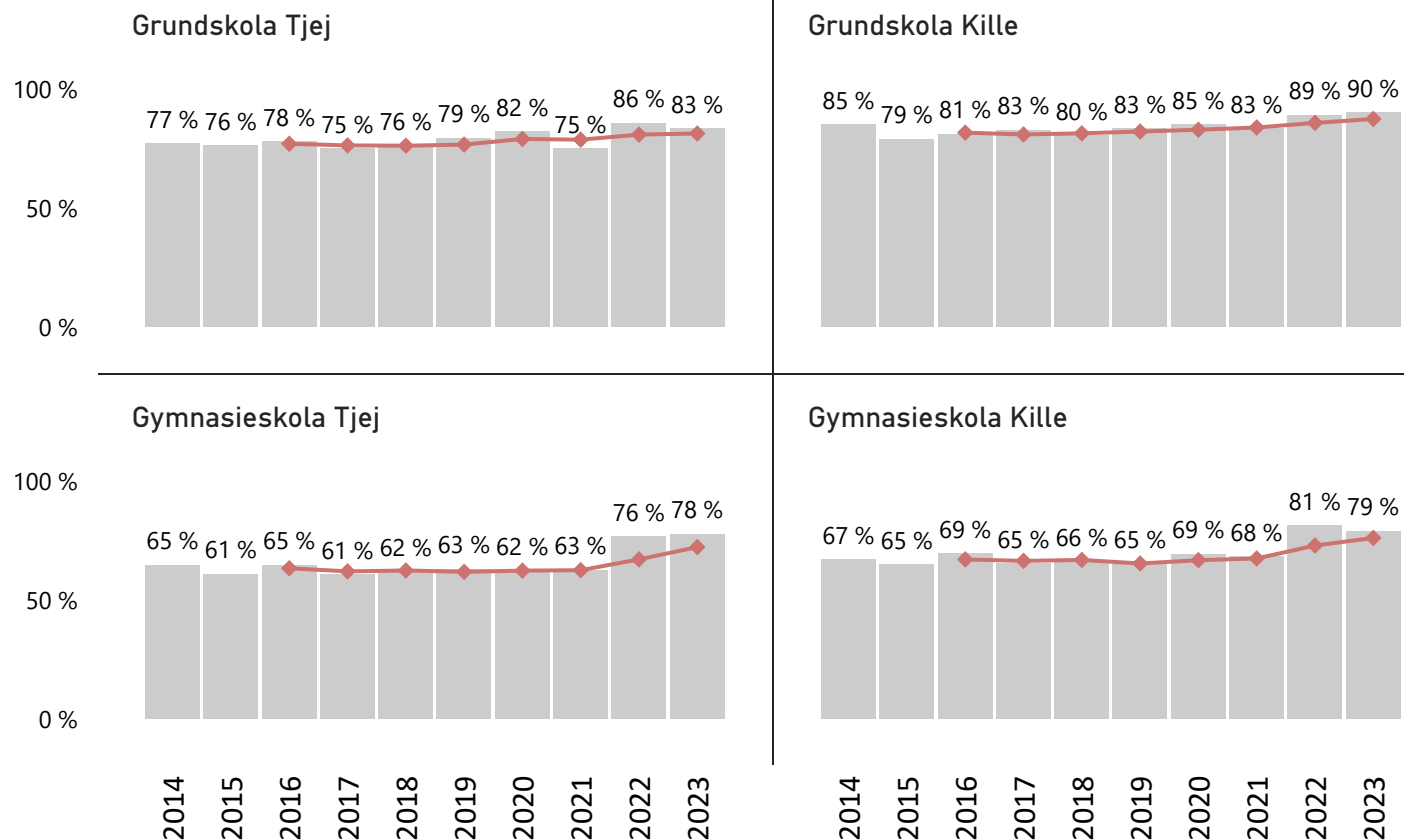 Grundskola Tjej
100 %
50 %
0 %
77 % 76 % 78 % 75 % 76 % 79 % 82 % 75 % 86 % 83 %
Grundskola Kille
85 % 79 % 81 % 83 % 80 % 83 % 85 % 83 % 89 % 90 %
Gymnasieskola Tjej
100 %
50 %
0 %
65 % 61 % 65 % 61 % 62 % 63 % 62 % 63 % 76 % 78 %
2014 2015 2016 2017 2018 2019 2020 2021 2022 2023
Gymnasieskola Kille
67 % 65 % 69 % 65 % 66 % 65 % 69 % 68 % 81 % 79 %
2014 2015 2016 2017 2018 2019 2020 2021 2022 2023